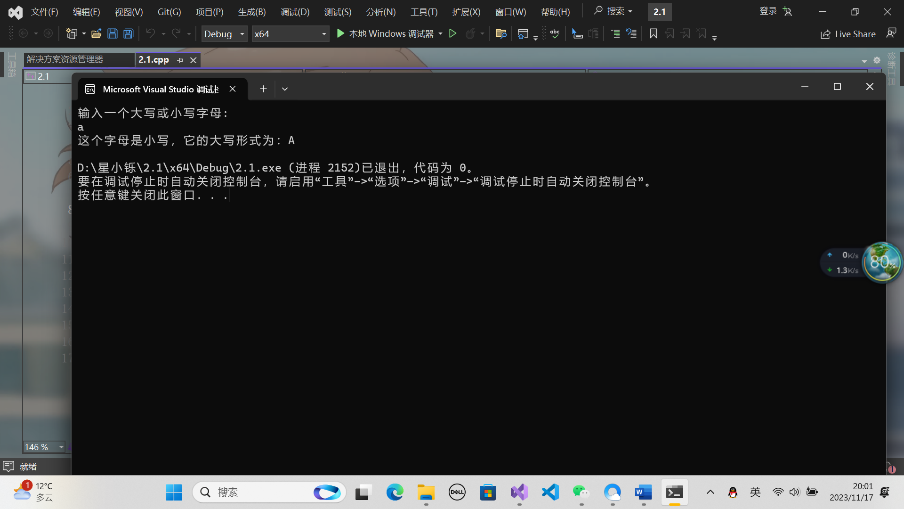 文件(F) 编辑(E) 视图(V) Git(G) 项目(P) 生成(B) 调试(D) 测试(S) 分析(N) 工具(T) 扩展(X) 窗口(W) 帮助(H) 搜索 2.1 登录
Debug x64 本地 Windows 调试器 Live Share
解决方案资源管理器 2.1.cpp
2.1
Microsoft Visual Studio 调试
输入一个大写或小写字母:
a
这个字母是小写, 它的大写形式为: A
D:\星小铄\2.1\x64\Debug\2.1.exe (进程 2152)已退出，代码为 0。
要在调试停止时自动关闭控制台，请启用“工具”->“选项”->“调试”->“调试停止时自动关闭控制台”。
按任意键关闭此窗口. . .
0K/s
80%
1.3K/s
146 %
就绪
1
12°C
多云
搜索
DELL
英
20:01
2023/11/17